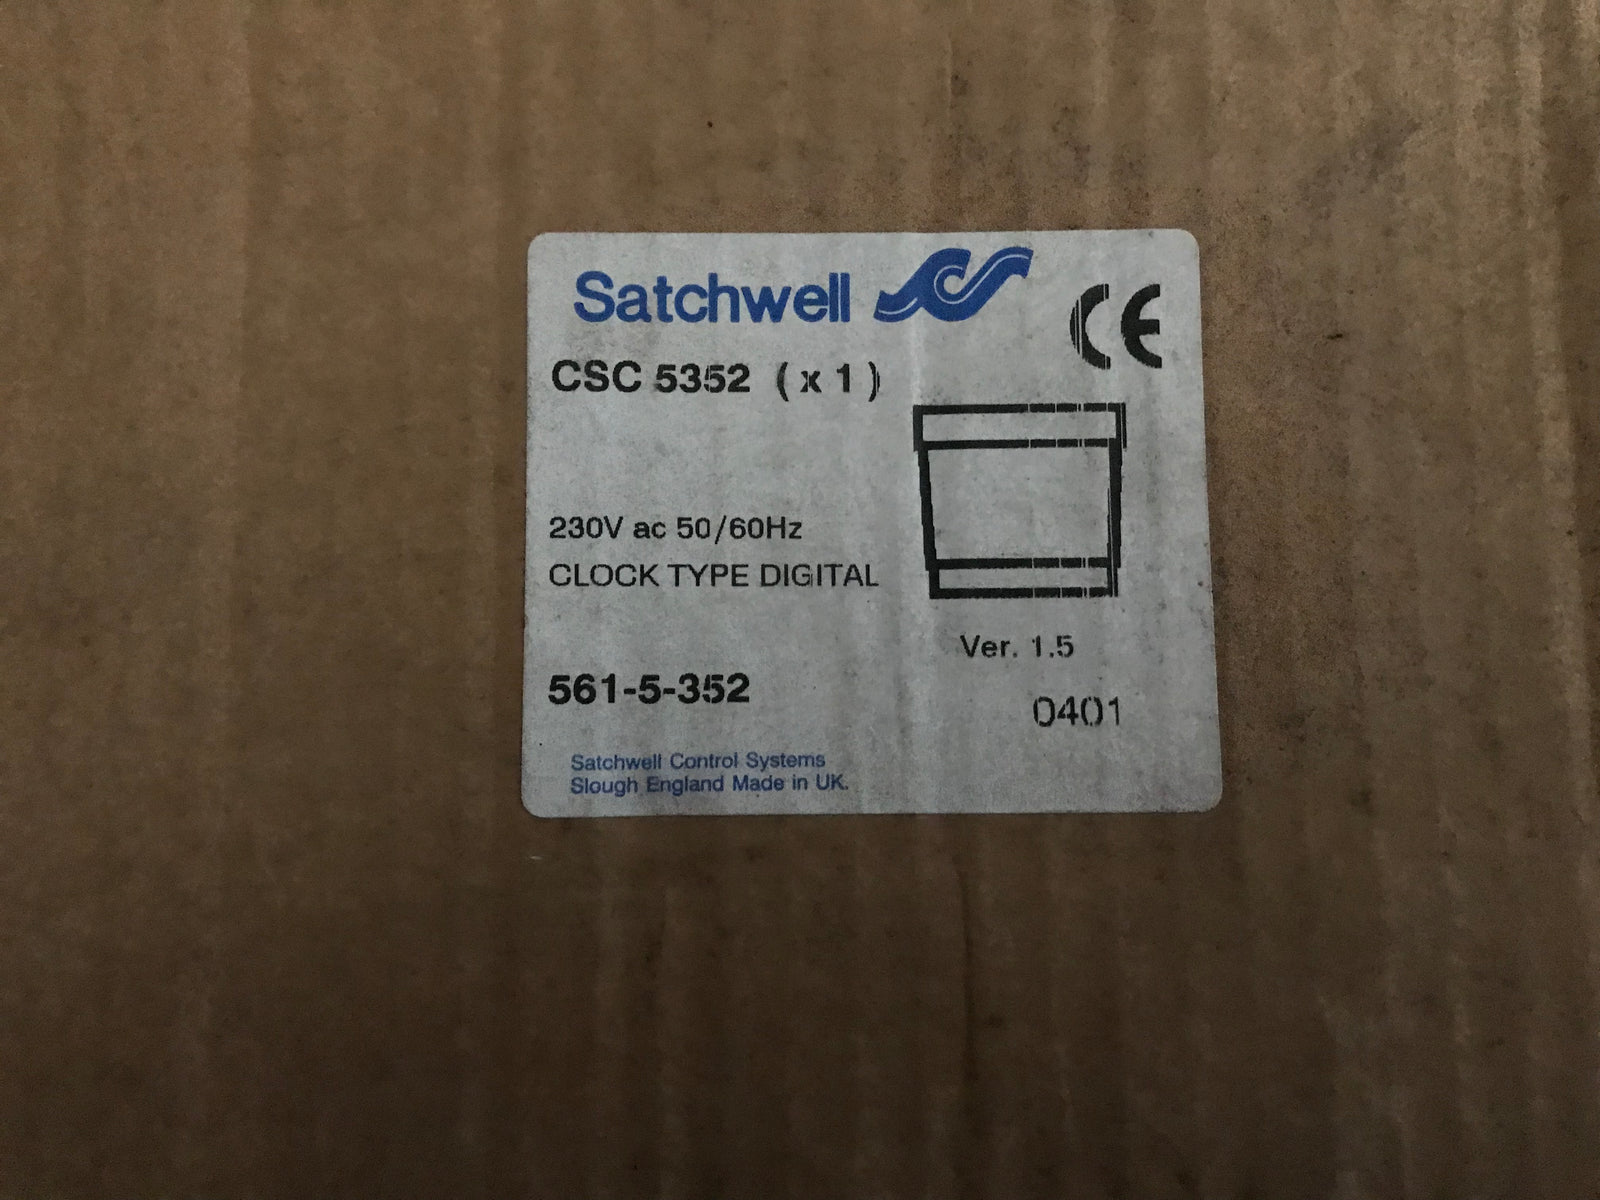 Satchwell
CE
CSC 5352 (x1)
230V ac 50/60Hz
CLOCK TYPE DIGITAL
Ver. 1.5
561-5-352
0401
Satchwell Control Systems
Slough England Made in UK.